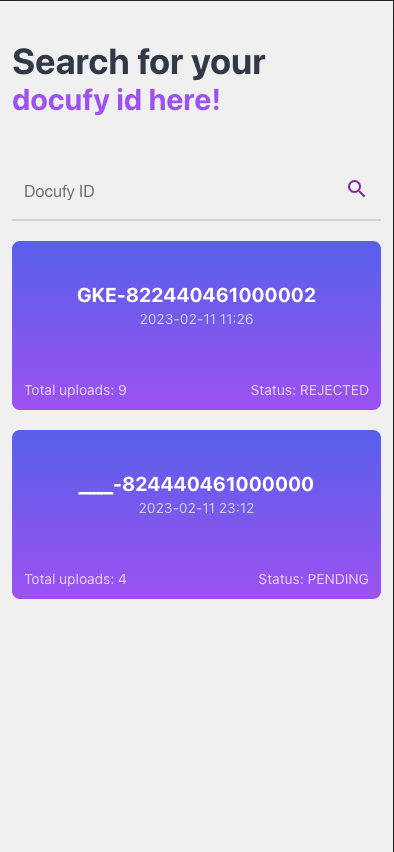 Search for your
docufy id here!
Docufy ID
GKE-822440461000002
2023-02-11 11:26
Total uploads: 9 Status: REJECTED
___-824440461000000
2023-02-11 23:12
Total uploads: 4 Status: PENDING